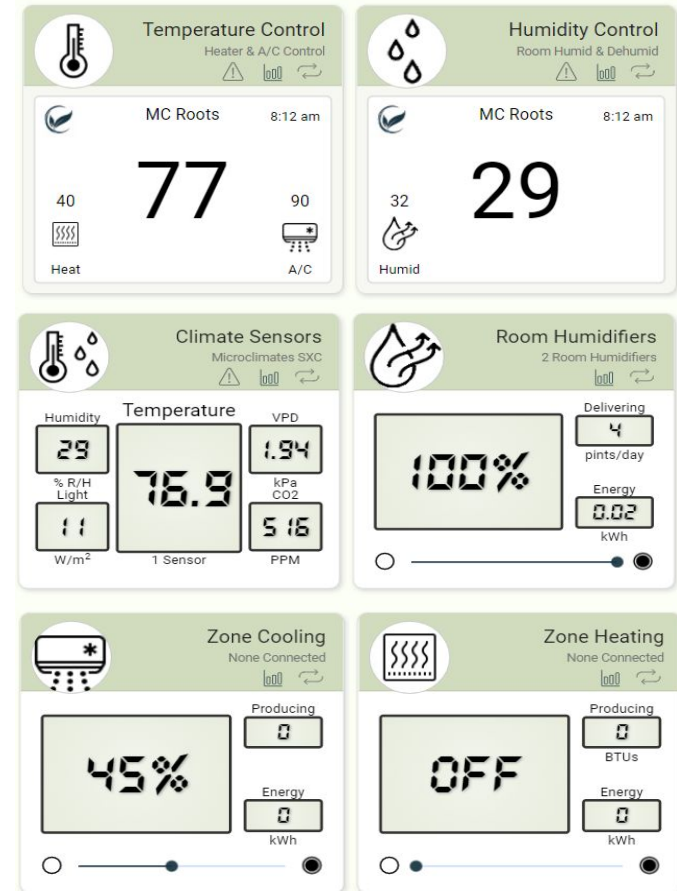 Temperature Control
Heater & A/C Control
MC Roots
8:12 am
77
40
90
Heat
A/C
Humidity Control
Room Humid & Dehumid
MC Roots
8:12 am
29
32
Humid
Climate Sensors
Microclimates SXC
Humidity
29
% R/H
Light
11
W/m²
Temperature
76.9
1 Sensor
VPD
1.94
kPa
CO2
516
PPM
Room Humidifiers
2 Room Humidifiers
100%
Delivering
4
pints/day
Energy
0.02
kWh
Zone Cooling
None Connected
45%
Producing
0
Energy
0
kWh
Zone Heating
None Connected
OFF
Producing
0
BTUs
Energy
0
kWh